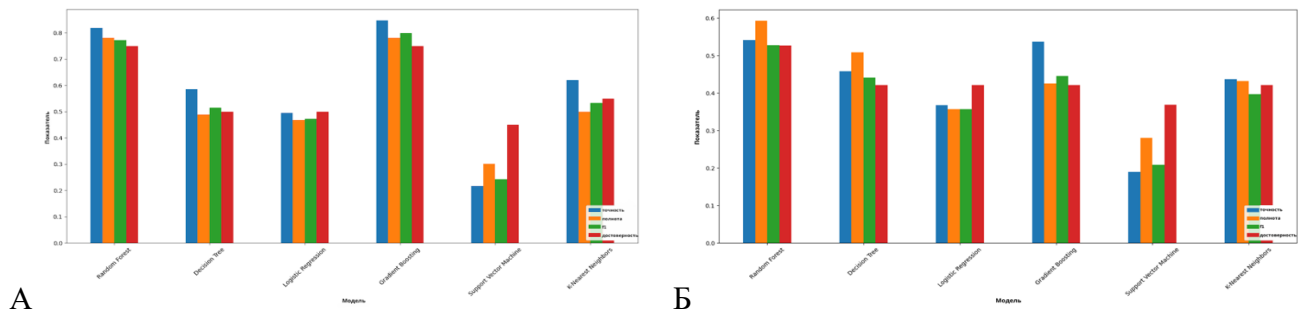 Показатель
0.8
0.7
0.6
0.5
0.4
0.3
0.2
0.1
0.0
точность
полнота
f1
достоверность
Random Forest
Decision Tree
Logistic Regression
Gradient Boosting
Support Vector Machine
K-Nearest Neighbors
Модель
А
Показатель
0.6
0.5
0.4
0.3
0.2
0.1
0.0
точность
полнота
f1
достоверность
Random Forest
Decision Tree
Logistic Regression
Gradient Boosting
Support Vector Machine
K-Nearest Neighbors
Модель
Б